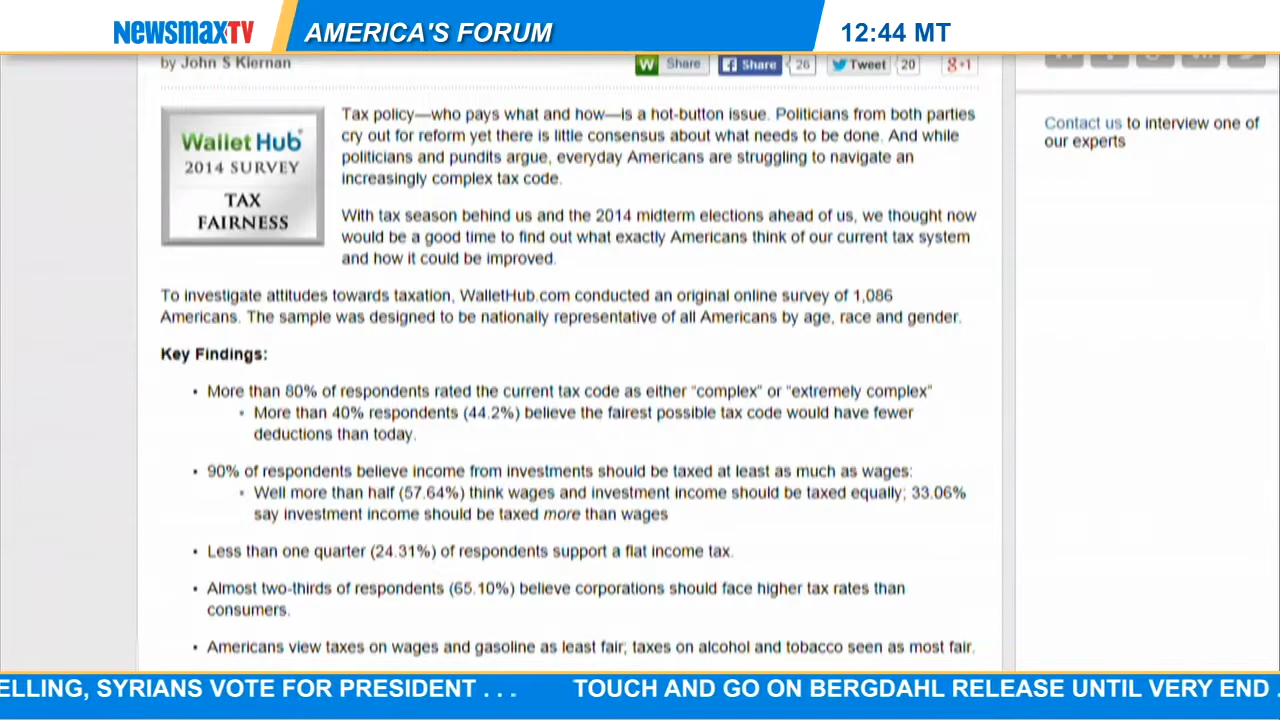 NEWSMAXTV
AMERICA'S FORUM
12:44 MT
by John S Kiernan
W Share
f Share 26
Tweet 20
g+1
Contact us to interview one of
our experts
WalletHub
2014 SURVEY
TAX
FAIRNESS
Tax policy—who pays what and how—is a hot-button issue. Politicians from both parties
cry out for reform yet there is little consensus about what needs to be done. And while
politicians and pundits argue, everyday Americans are struggling to navigate an
increasingly complex tax code.
With tax season behind us and the 2014 midterm elections ahead of us, we thought now
would be a good time to find out what exactly Americans think of our current tax system
and how it could be improved.
To investigate attitudes towards taxation, WalletHub.com conducted an original online survey of 1,086
Americans. The sample was designed to be nationally representative of all Americans by age, race and gender.
Key Findings:
• More than 80% of respondents rated the current tax code as either "complex" or "extremely complex"
• More than 40% respondents (44.2%) believe the fairest possible tax code would have fewer
deductions than today.
• 90% of respondents believe income from investments should be taxed at least as much as wages:
• Well more than half (57.64%) think wages and investment income should be taxed equally; 33.06%
say investment income should be taxed more than wages
• Less than one quarter (24.31%) of respondents support a flat income tax.
• Almost two-thirds of respondents (65.10%) believe corporations should face higher tax rates than
consumers.
• Americans view taxes on wages and gasoline as least fair; taxes on alcohol and tobacco seen as most fair.
ELLING, SYRIANS VOTE FOR PRESIDENT . . . TOUCH AND GO ON BERGDAHL RELEASE UNTIL VERY END .